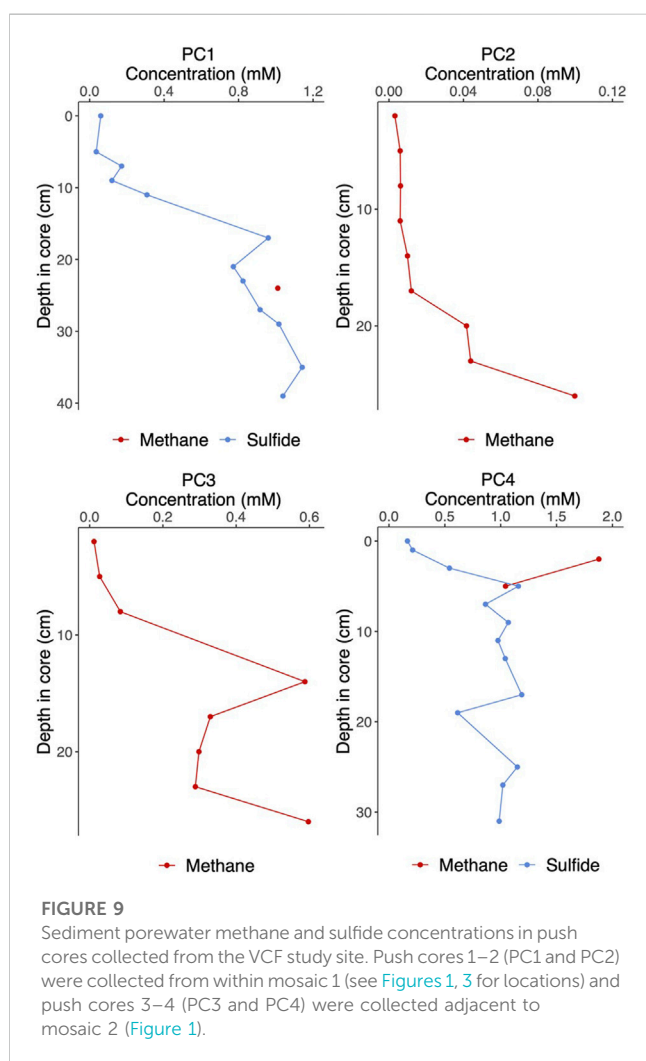 PC1
Concentration (mM)
0.0 0.4 0.8 1.2
Depth in core (cm)
0
10
20
30
40
Methane Sulfide
PC2
Concentration (mM)
0.00 0.04 0.08 0.12
Depth in core (cm)
10
20
Methane
PC3
Concentration (mM)
0.0 0.2 0.4 0.6
Depth in core (cm)
10
20
Methane
PC4
Concentration (mM)
0.0 0.5 1.0 1.5 2.0
Depth in core (cm)
0
10
20
30
Methane Sulfide
FIGURE 9
Sediment porewater methane and sulfide concentrations in push
cores collected from the VCF study site. Push cores 1–2 (PC1 and PC2)
were collected from within mosaic 1 (see Figures 1, 3 for locations) and
push cores 3–4 (PC3 and PC4) were collected adjacent to
mosaic 2 (Figure 1).